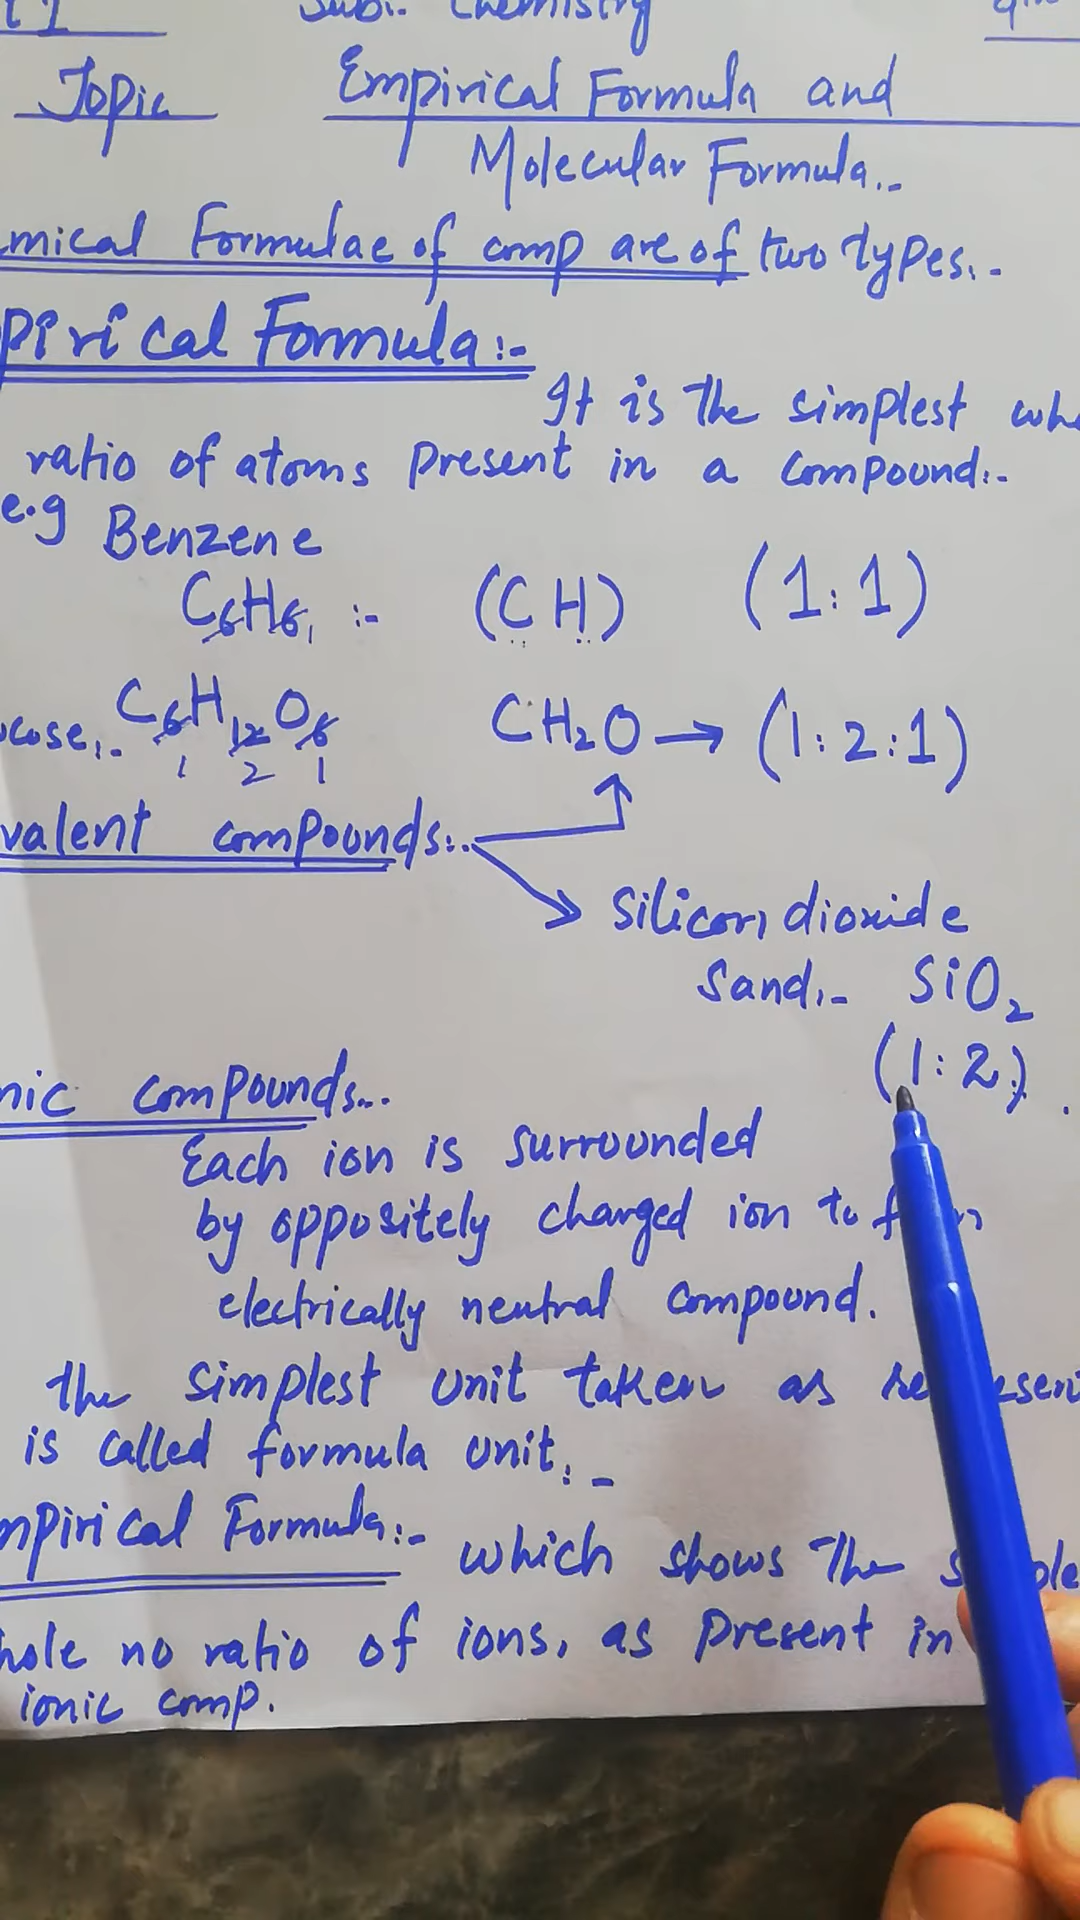 Sub:. Chemistry
Topic Empirical Formula and
Molecular Formula..
mical Formulae of comp are of two types:.
pirical Formula:-
It is the simplest who
ratio of atoms present in a compound:.
e.g Benzene
C6H6, :- (CH) (1:1)
cose,. C6H12O6 CH2O → (1:2:1)
1 2 1
valent compounds:.
Silicon dioxide
Sand,. SiO2
(1:2)
nic compounds...
Each ion is surrounded
by oppositely charged ion to
electrically neutral compound.
the simplest unit taken as
is called formula unit:-
mpirical Formula:- which shows the
hole no ratio of ions, as present in
ionic comp.